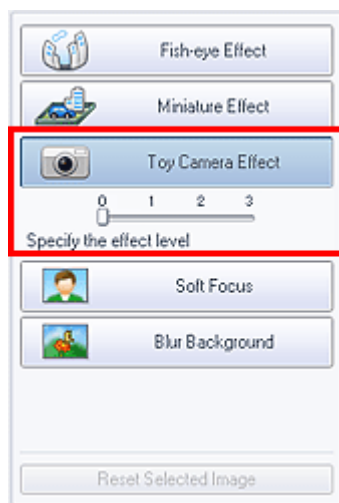 Fish-eye Effect
Miniature Effect
Toy Camera Effect
0 1 2 3
Specify the effect level
Soft Focus
Blur Background
Reset Selected Image